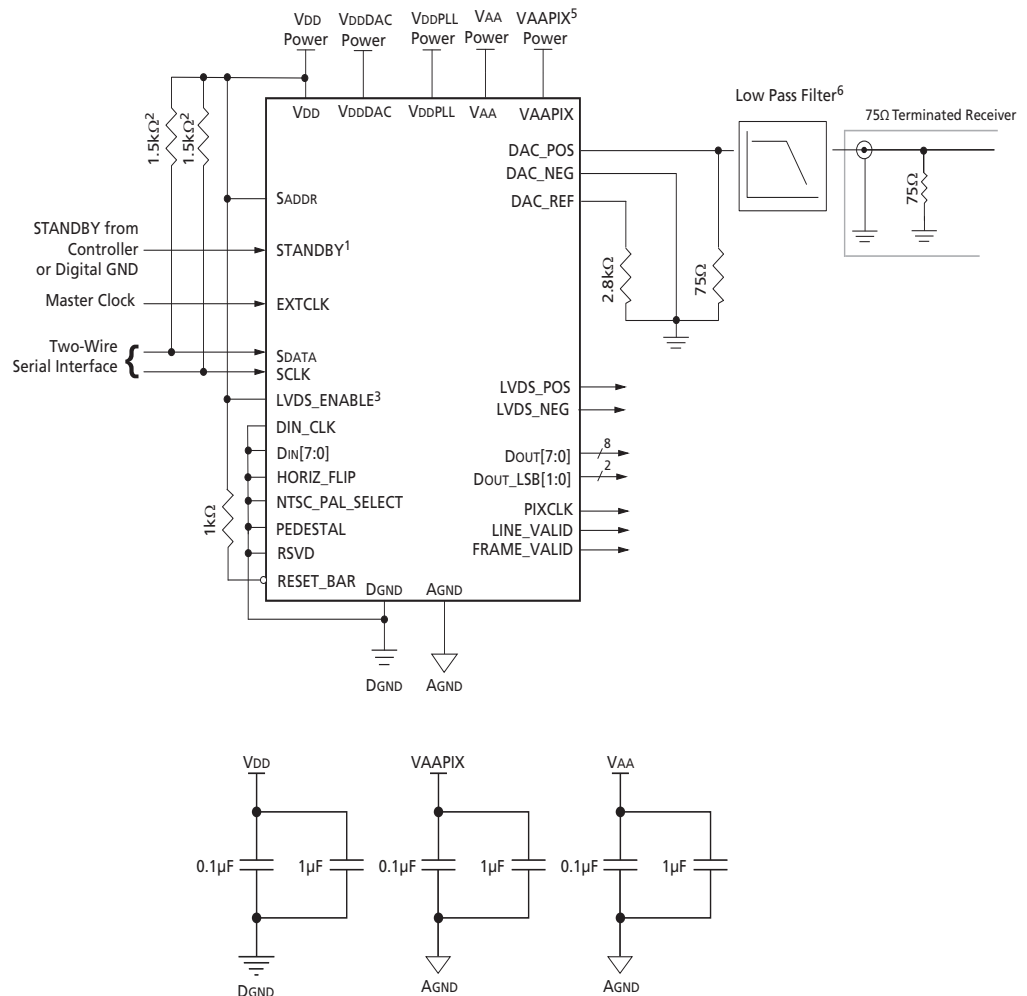 VDD Power
VDDDAC Power
VDDPLL Power
VAA Power
VAAPIX5 Power
VDD
VDDDAC
VDDPLL
VAA
VAAPIX
1.5kΩ2
1.5kΩ2
SADDR
STANDBY from
Controller
or Digital GND
STANDBY1
Master Clock
EXTCLK
Two-Wire
Serial Interface
{
SDATA
SCLK
LVDS_ENABLE3
DIN_CLK
DIN[7:0]
HORIZ_FLIP
NTSC_PAL_SELECT
PEDESTAL
RSVD
RESET_BAR
1kΩ
DGND
AGND
DGND
AGND
DAC_POS
DAC_NEG
DAC_REF
2.8kΩ
75Ω
Low Pass Filter6
75Ω Terminated Receiver
75Ω
LVDS_POS
LVDS_NEG
DOUT[7:0]
8
DOUT_LSB[1:0]
2
PIXCLK
LINE_VALID
FRAME_VALID
VDD
0.1µF
1µF
DGND
VAAPIX
0.1µF
1µF
AGND
VAA
0.1µF
1µF
AGND